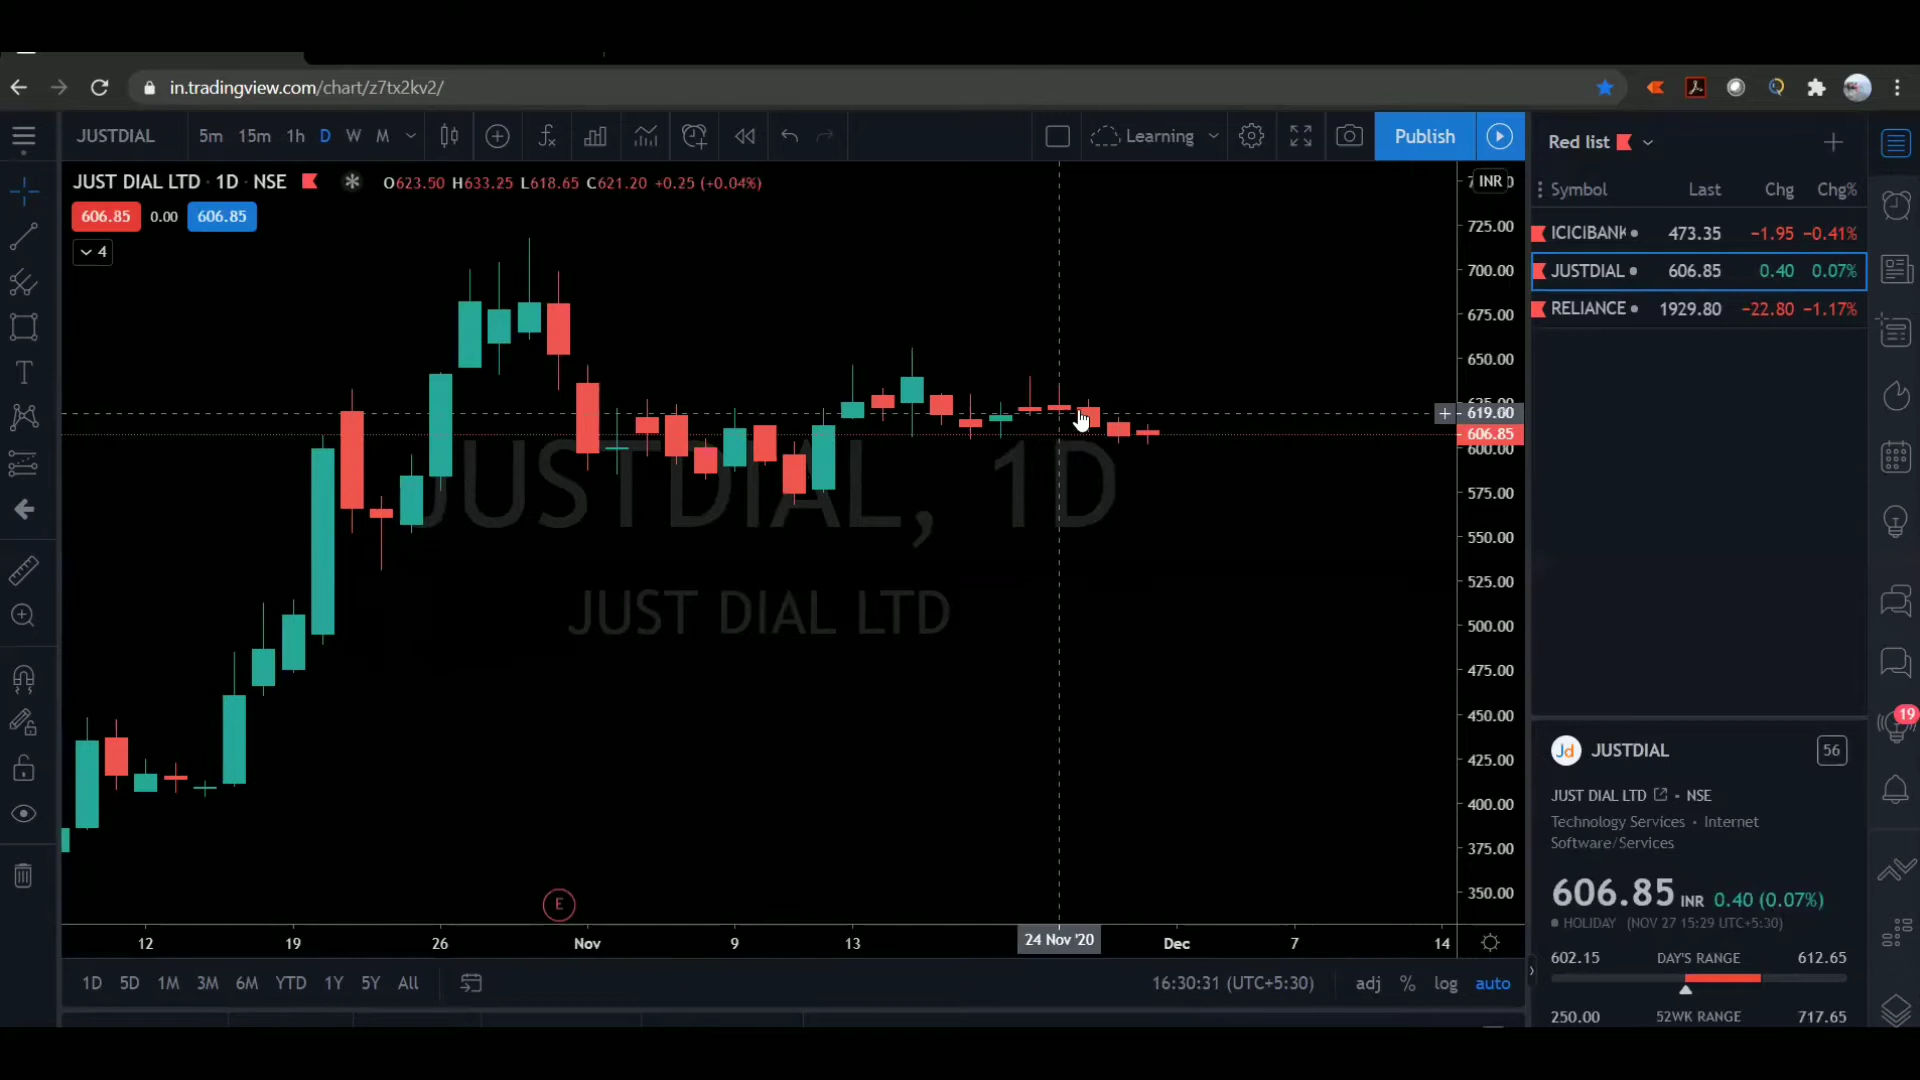 in.tradingview.com/chart/z7tx2kv2/
JUSTDIAL 5m 15m 1h D W M Learning Publish
JUST DIAL LTD · 1D · NSE O623.50 H633.25 L618.65 C621.20 +0.25 (+0.04%)
606.85 0.00 606.85
4
INR
725.00
700.00
675.00
650.00
619.00
606.85
600.00
575.00
550.00
525.00
500.00
475.00
450.00
425.00
400.00
375.00
350.00
JUSTDIAL, 1D
JUST DIAL LTD
E
12 19 26 Nov 9 13 24 Nov '20 Dec 7 14
1D 5D 1M 3M 6M YTD 1Y 5Y All 16:30:31 (UTC+5:30) adj % log auto
Red list
Symbol Last Chg Chg%
ICICIBANK 473.35 −1.95 −0.41%
JUSTDIAL 606.85 0.40 0.07%
RELIANCE 1929.80 −22.80 −1.17%
19
Jd JUSTDIAL 56
JUST DIAL LTD • NSE
Technology Services • Internet
Software/Services
606.85 INR 0.40 (0.07%)
HOLIDAY (NOV 27 15:29 UTC+5:30)
602.15 DAY'S RANGE 612.65
250.00 52WK RANGE 717.65